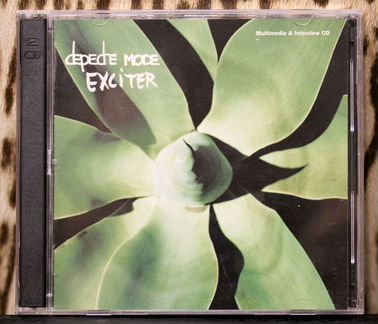 depeche MODE
EXCITER
Multimedia & Interview CD